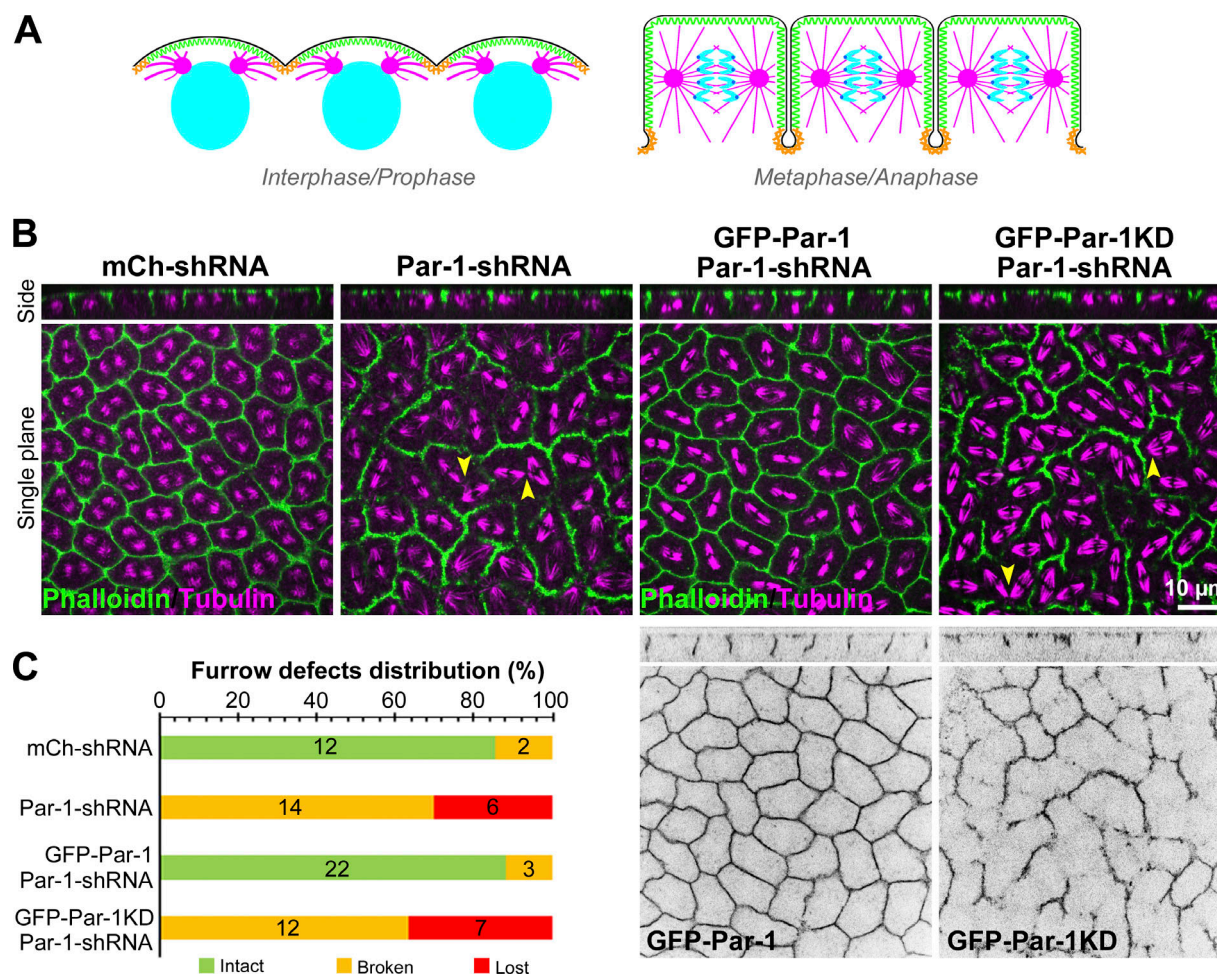 A
Interphase/Prophase
Metaphase/Anaphase
B
mCh-shRNA
Par-1-shRNA
GFP-Par-1
Par-1-shRNA
GFP-Par-1KD
Par-1-shRNA
Side
Single plane
Phalloidin/Tubulin
Phalloidin/Tubulin
10 µm
C
Furrow defects distribution (%)
0 20 40 60 80 100
mCh-shRNA
12 2
Par-1-shRNA
14 6
GFP-Par-1
Par-1-shRNA
22 3
GFP-Par-1KD
Par-1-shRNA
12 7
Intact Broken Lost
GFP-Par-1
GFP-Par-1KD